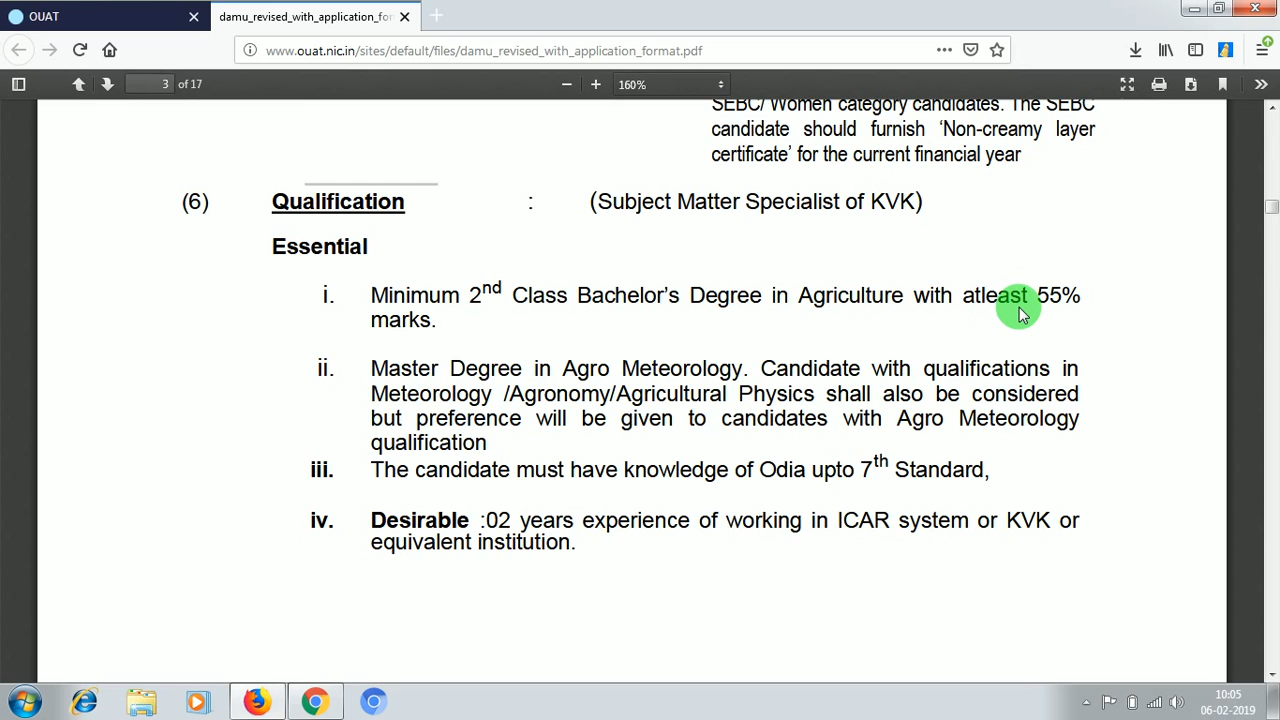 OUAT
damu_revised_with_application_for
www.ouat.nic.in/sites/default/files/damu_revised_with_application_format.pdf
3 of 17
160%
SEBC/ Women category candidates. The SEBC
candidate should furnish ‘Non-creamy layer
certificate’ for the current financial year
(6) Qualification : (Subject Matter Specialist of KVK)
Essential
i. Minimum 2nd Class Bachelor’s Degree in Agriculture with atleast 55%
marks.
ii. Master Degree in Agro Meteorology. Candidate with qualifications in
Meteorology /Agronomy/Agricultural Physics shall also be considered
but preference will be given to candidates with Agro Meteorology
qualification
iii. The candidate must have knowledge of Odia upto 7th Standard,
iv. Desirable :02 years experience of working in ICAR system or KVK or
equivalent institution.
10:05
06-02-2019